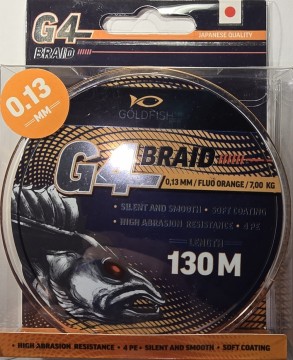 G4
BRAID
JAPANESE QUALITY
0.13
MM
GOLDFISH
G4 BRAID
0,13 MM / FLUO ORANGE / 7,00 KG
• SILENT AND SMOOTH • SOFT COATING
• HIGH ABRASION RESISTANCE • 4 PE
LENGTH
130M
• HIGH ABRASION RESISTANCE • 4 PE • SILENT AND SMOOTH • SOFT COATING